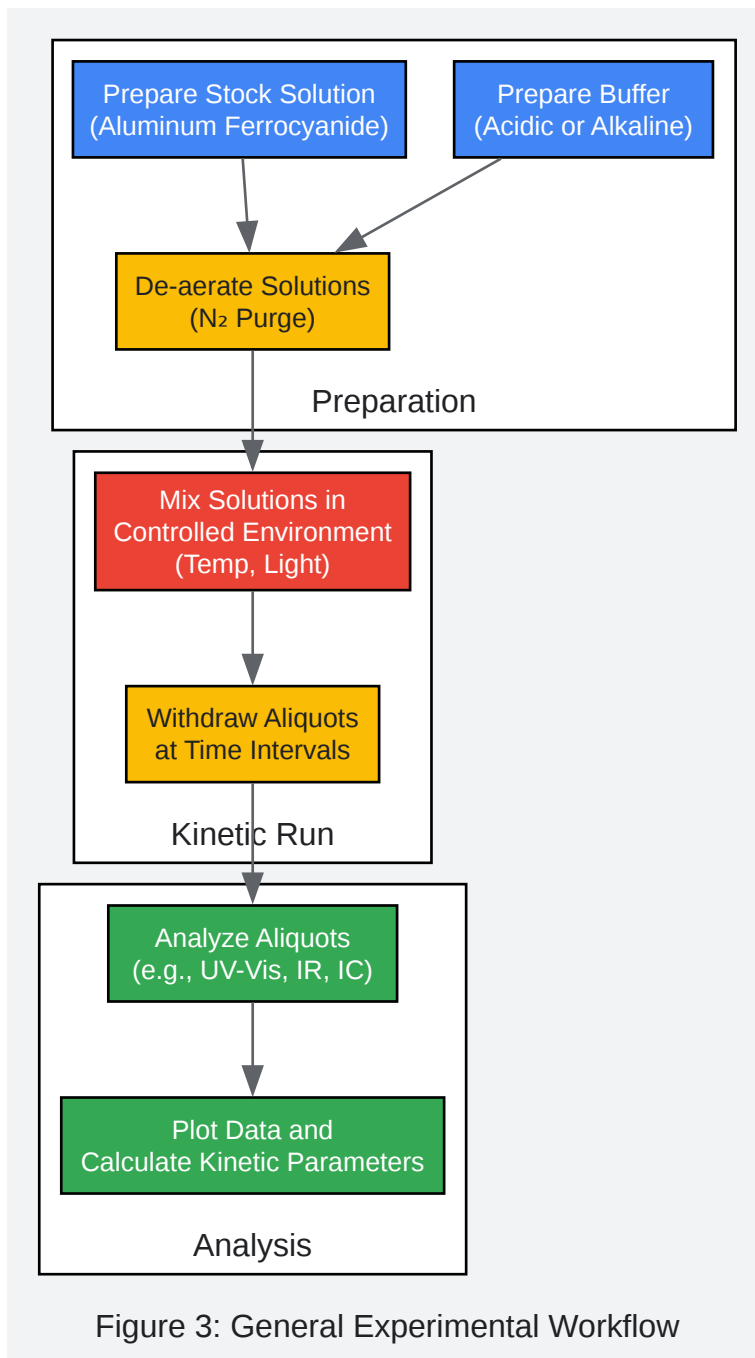 Prepare Stock Solution
(Aluminum Ferrocyanide)
Prepare Buffer
(Acidic or Alkaline)
De-aerate Solutions
(N₂ Purge)
Preparation
Mix Solutions in
Controlled Environment
(Temp, Light)
Withdraw Aliquots
at Time Intervals
Kinetic Run
Analyze Aliquots
(e.g., UV-Vis, IR, IC)
Plot Data and
Calculate Kinetic Parameters
Analysis
Figure 3: General Experimental Workflow